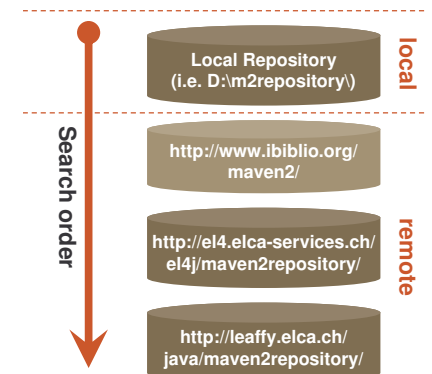 Local Repository
(i.e. D:\m2repository\)
local
Search order
http://www.ibiblio.org/
maven2/
http://el4.elca-services.ch/
el4j/maven2repository/
remote
http://leaffy.elca.ch/
java/maven2repository/